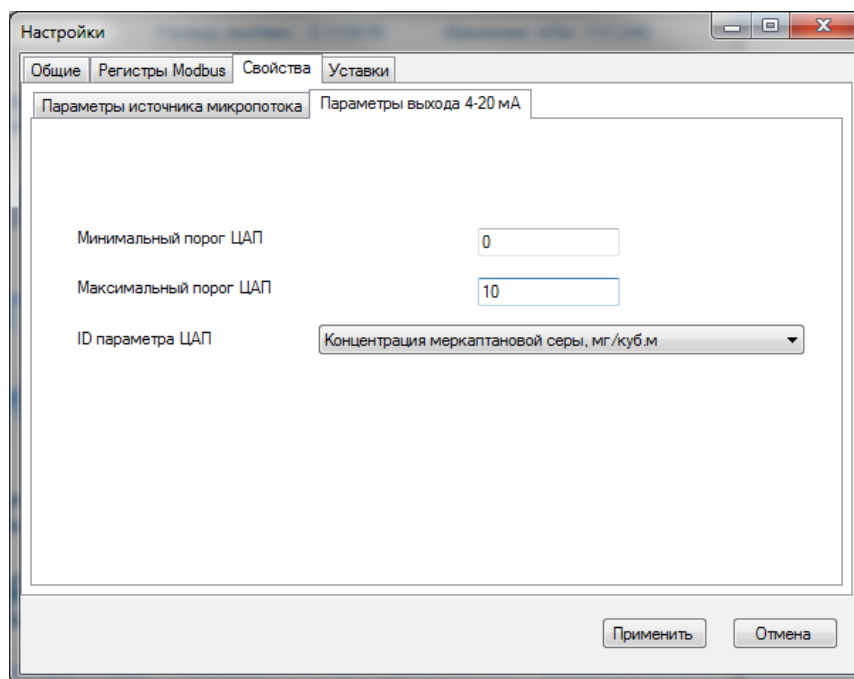 Настройки
Общие Регистры Modbus Свойства Уставки
Параметры источника микропотока Параметры выхода 4-20 мА
Минимальный порог ЦАП 0
Максимальный порог ЦАП 10
ID параметра ЦАП Концентрация меркаптановой серы, мг/куб.м
Применить Отмена